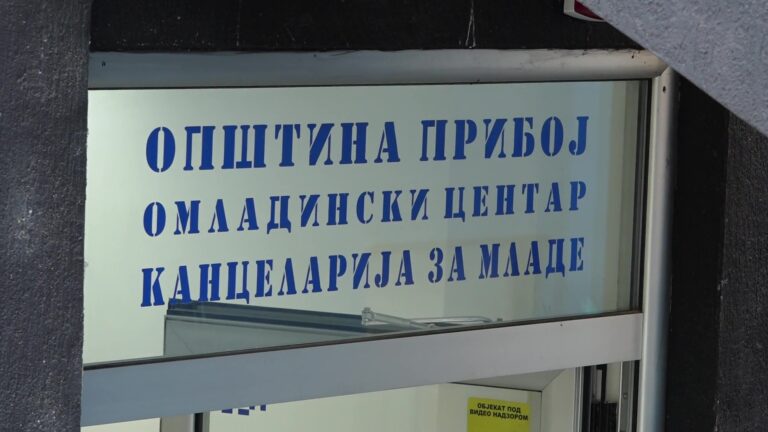 ОПШТИНА ПРИБОЈ
ОМЛАДИНСКИ ЦЕНТАР
КАНЦЕЛАРИЈА ЗА МЛАДЕ
ОБЈЕКАТ ПОД
ВИДЕО НАДЗОРОМ